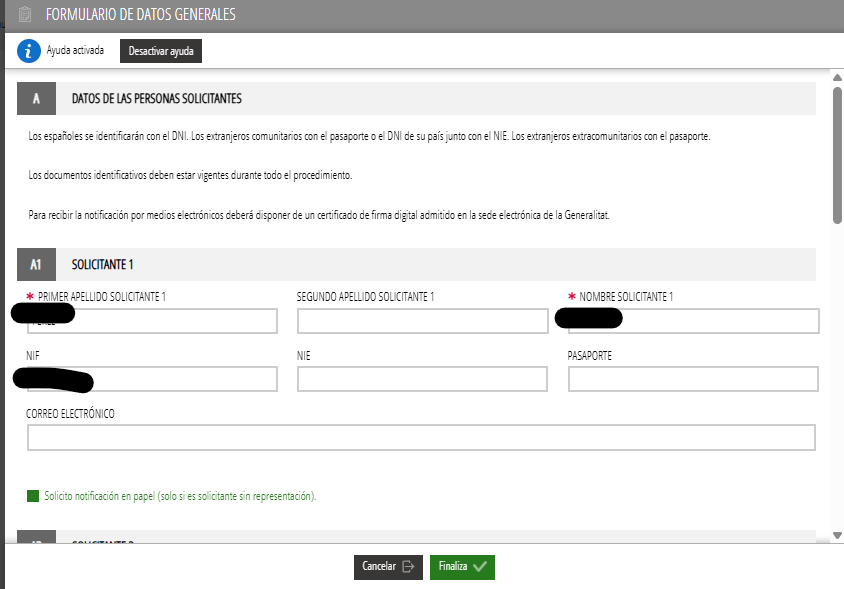 FORMULARIO DE DATOS GENERALES
Ayuda activada Desactivar ayuda
A DATOS DE LAS PERSONAS SOLICITANTES
Los españoles se identificarán con el DNI. Los extranjeros comunitarios con el pasaporte o el DNI de su país junto con el NIE. Los extranjeros extracomunitarios con el pasaporte.
Los documentos identificativos deben estar vigentes durante todo el procedimiento.
Para recibir la notificación por medios electrónicos deberá disponer de un certificado de firma digital admitido en la sede electrónica de la Generalitat.
A1 SOLICITANTE 1
* PRIMER APELLIDO SOLICITANTE 1 SEGUNDO APELLIDO SOLICITANTE 1 * NOMBRE SOLICITANTE 1
NIF NIE PASAPORTE
CORREO ELECTRÓNICO
Solicito notificación en papel (solo si es solicitante sin representación).
Cancelar Finaliza